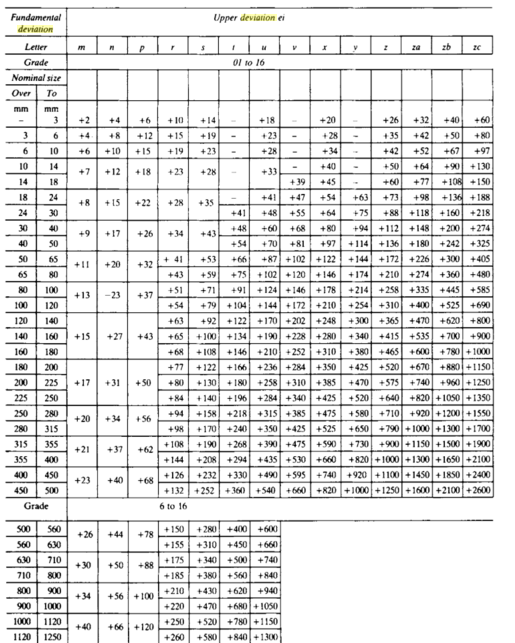 Fundamental deviation Upper deviation ei
Letter m n p r s t u v x y z za zb zc
Grade 01 to 16
Nominal size
Over To
mm mm
– 3 +2 +4 +6 +10 +14 – +18 – +20 – +26 +32 +40 +60
3 6 +4 +8 +12 +15 +19 – +23 – +28 – +35 +42 +50 +80
6 10 +6 +10 +15 +19 +23 – +28 – +34 – +42 +52 +67 +97
10 14 +7 +12 +18 +23 +28 – +33 – +40 – +50 +64 +90 +130
14 18 +39 +45 – +60 +77 +108 +150
18 24 +8 +15 +22 +28 +35 – +41 +47 +54 +63 +73 +98 +136 +188
24 30 +41 +48 +55 +64 +75 +88 +118 +160 +218
30 40 +9 +17 +26 +34 +43 +48 +60 +68 +80 +94 +112 +148 +200 +274
40 50 +54 +70 +81 +97 +114 +136 +180 +242 +325
50 65 +11 +20 +32 + 41 +53 +66 +87 +102 +122 +144 +172 +226 +300 +405
65 80 +43 +59 +75 +102 +120 +146 +174 +210 +274 +360 +480
80 100 +13 –23 +37 +51 +71 +91 +124 +146 +178 +214 +258 +335 +445 +585
100 120 +54 +79 +104 +144 +172 +210 +254 +310 +400 +525 +690
120 140 +15 +27 +43 +63 +92 +122 +170 +202 +248 +300 +365 +470 +620 +800
140 160 +65 +100 +134 +190 +228 +280 +340 +415 +535 +700 +900
160 180 +68 +108 +146 +210 +252 +310 +380 +465 +600 +780 +1000
180 200 +17 +31 +50 +77 +122 +166 +236 +284 +350 +425 +520 +670 +880 +1150
200 225 +80 +130 +180 +258 +310 +385 +470 +575 +740 +960 +1250
225 250 +84 +140 +196 +284 +340 +425 +520 +640 +820 +1050 +1350
250 280 +20 +34 +56 +94 +158 +218 +315 +385 +475 +580 +710 +920 +1200 +1550
280 315 +98 +170 +240 +350 +425 +525 +650 +790 +1000 +1300 +1700
315 355 +21 +37 +62 +108 +190 +268 +390 +475 +590 +730 +900 +1150 +1500 +1900
355 400 +144 +208 +294 +435 +530 +660 +820 +1000 +1300 +1650 +2100
400 450 +23 +40 +68 +126 +232 +330 +490 +595 +740 +920 +1100 +1450 +1850 +2400
450 500 +132 +252 +360 +540 +660 +820 +1000 +1250 +1600 +2100 +2600
Grade 6 to 16
500 560 +26 +44 +78 +150 +280 +400 +600
560 630 +155 +310 +450 +660
630 710 +30 +50 +88 +175 +340 +500 +740
710 800 +185 +380 +560 +840
800 900 +34 +56 +100 +210 +430 +620 +940
900 1000 +220 +470 +680 +1050
1000 1120 +40 +66 +120 +250 +520 +780 +1150
1120 1250 +260 +580 +840 +1300